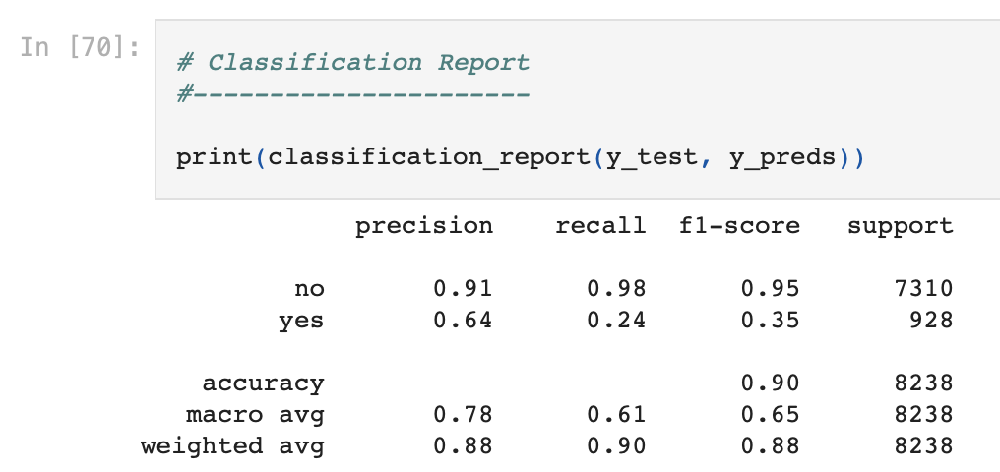 In [70]:
# Classification Report
#----------------------
print(classification_report(y_test, y_preds))
precision recall f1-score support
no 0.91 0.98 0.95 7310
yes 0.64 0.24 0.35 928
accuracy 0.90 8238
macro avg 0.78 0.61 0.65 8238
weighted avg 0.88 0.90 0.88 8238